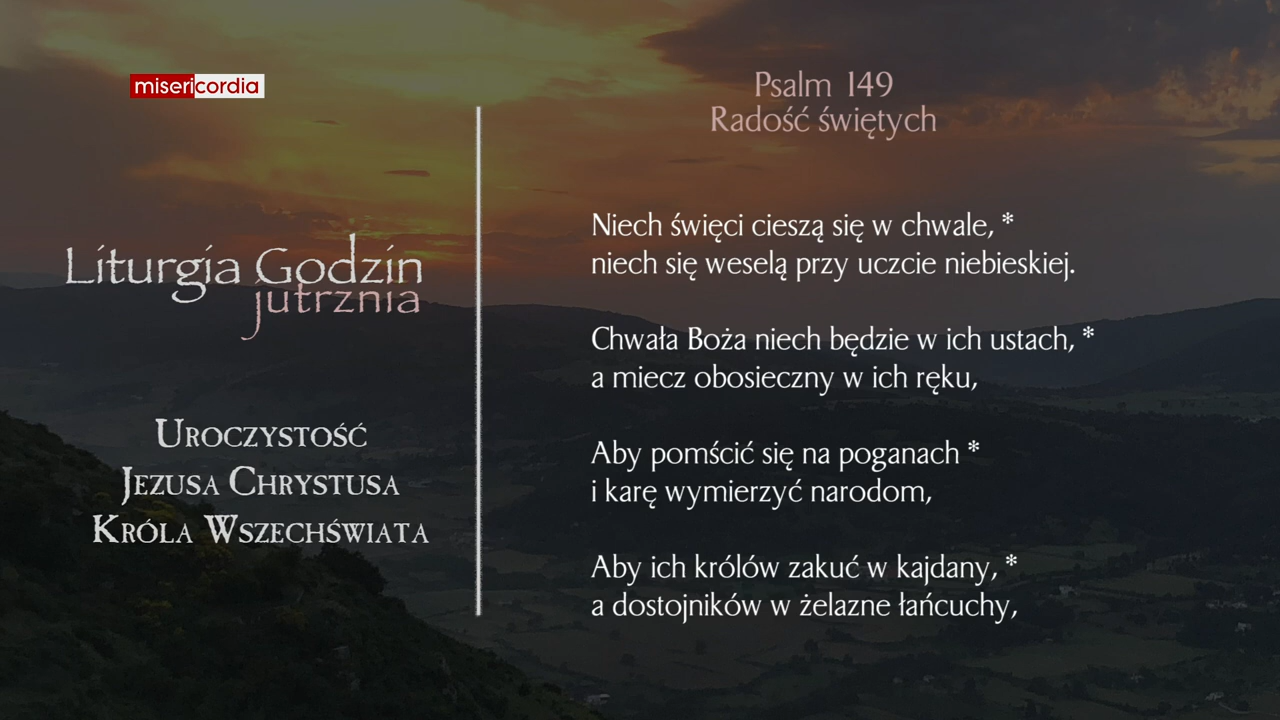 misericordia
Liturgia Godzin
jutrznia
Uroczystość
Jezusa Chrystusa
Króla Wszechświata
Psalm 149
Radość świętych
Niech święci cieszą się w chwale, *
niech się weselą przy uczcie niebieskiej.
Chwała Boża niech będzie w ich ustach, *
a miecz obosieczny w ich ręku,
Aby pomścić się na poganach *
i karę wymierzyć narodom,
Aby ich królów zakuć w kajdany, *
a dostojników w żelazne łańcuchy,